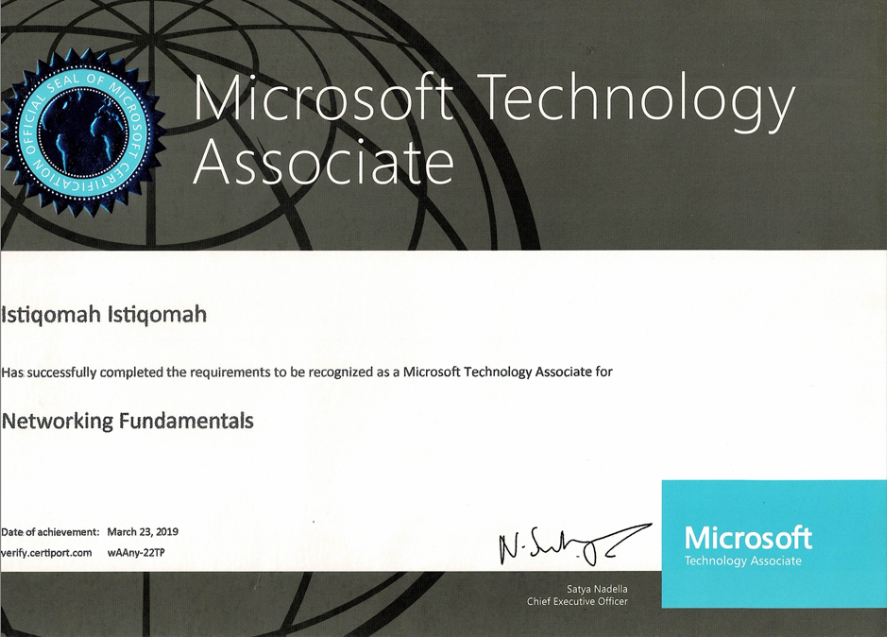 OFFICIAL SEAL OF MICROSOFT CERTIFICATION
Microsoft Technology
Associate
Istiqomah Istiqomah
Has successfully completed the requirements to be recognized as a Microsoft Technology Associate for
Networking Fundamentals
Date of achievement: March 23, 2019
verify.certiport.com wAAny-22TP
Satya Nadella
Chief Executive Officer
Microsoft
Technology Associate